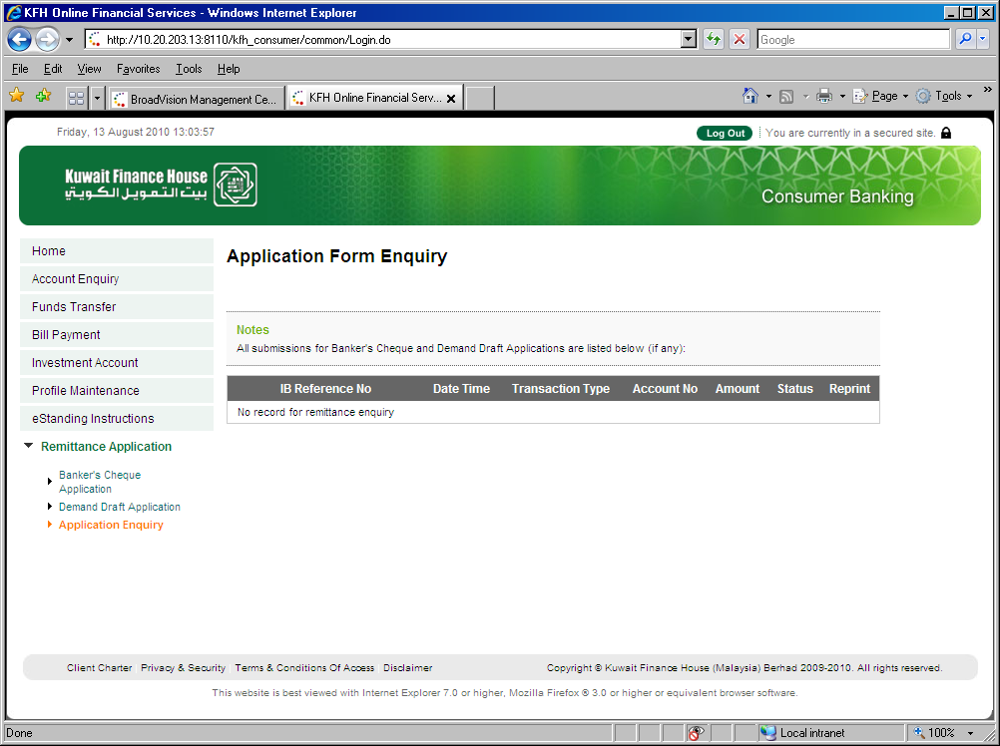 KFH Online Financial Services - Windows Internet Explorer
http://10.20.203.13:8110/kfh_consumer/common/Login.do
Google
File Edit View Favorites Tools Help
BroadVision Management Ce... KFH Online Financial Serv... Page Tools
Friday, 13 August 2010 13:03:57
Log Out You are currently in a secured site.
Kuwait Finance House
بيت التمويل الكويتي
Consumer Banking
Home
Account Enquiry
Funds Transfer
Bill Payment
Investment Account
Profile Maintenance
eStanding Instructions
Remittance Application
Banker's Cheque
Application
Demand Draft Application
Application Enquiry
Application Form Enquiry
Notes
All submissions for Banker's Cheque and Demand Draft Applications are listed below (if any):
IB Reference No Date Time Transaction Type Account No Amount Status Reprint
No record for remittance enquiry
Client Charter Privacy & Security Terms & Conditions Of Access Disclaimer Copyright © Kuwait Finance House (Malaysia) Berhad 2009-2010. All rights reserved.
This website is best viewed with Internet Explorer 7.0 or higher, Mozilla Firefox ® 3.0 or higher or equivalent browser software.
Done Local intranet 100%